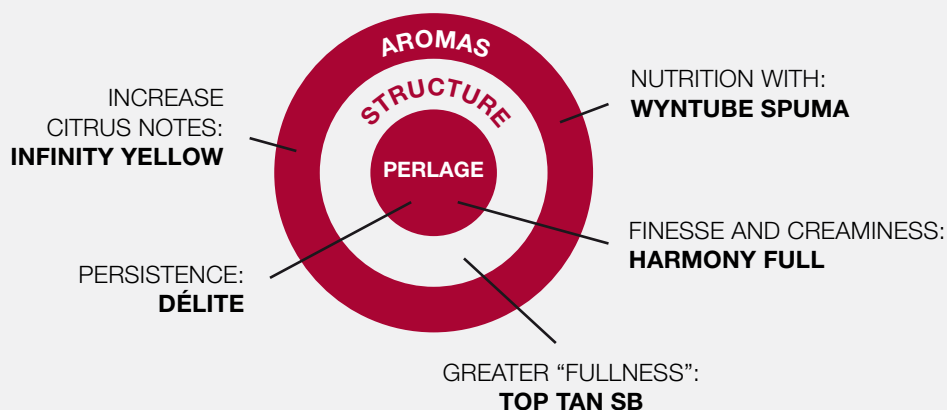 AROMAS
STRUCTURE
PERLAGE
INCREASE
CITRUS NOTES:
INFINITY YELLOW
NUTRITION WITH:
WYNTUBE SPUMA
PERSISTENCE:
DÉLITE
FINESSE AND CREAMINESS:
HARMONY FULL
GREATER “FULLNESS”:
TOP TAN SB